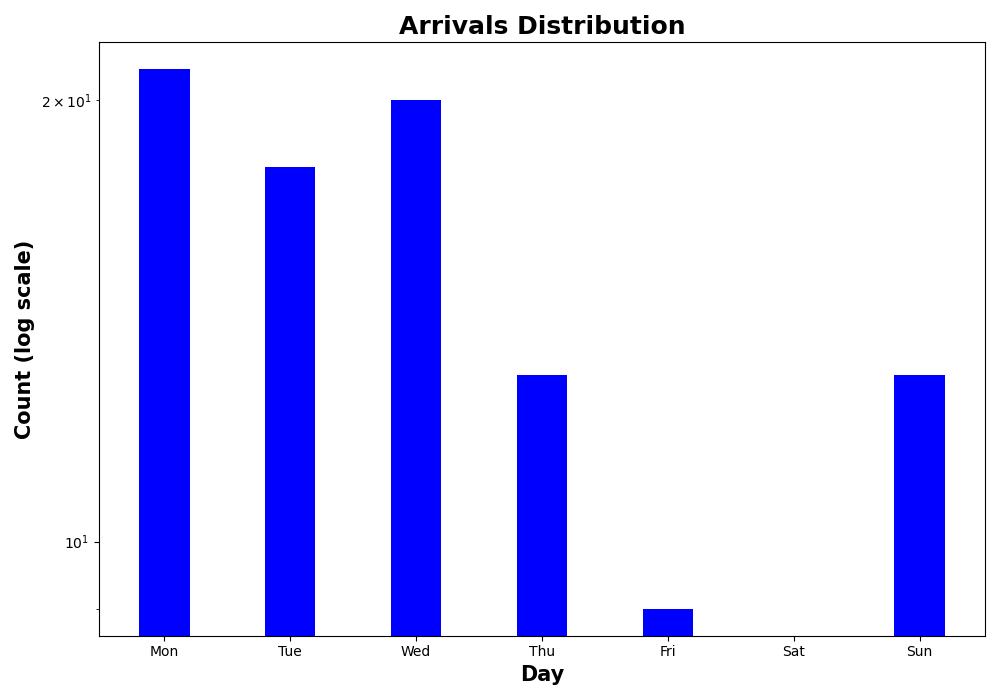 Arrivals Distribution
Count (log scale)
2 × 10¹
10¹
Mon Tue Wed Thu Fri Sat Sun
Day